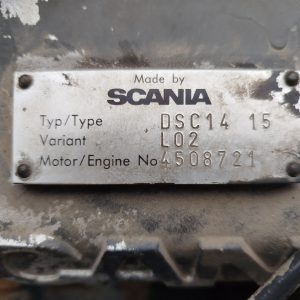 Made by
SCANIA
Typ/Type DSC14 15
Variant L02
Motor/Engine No 4508721